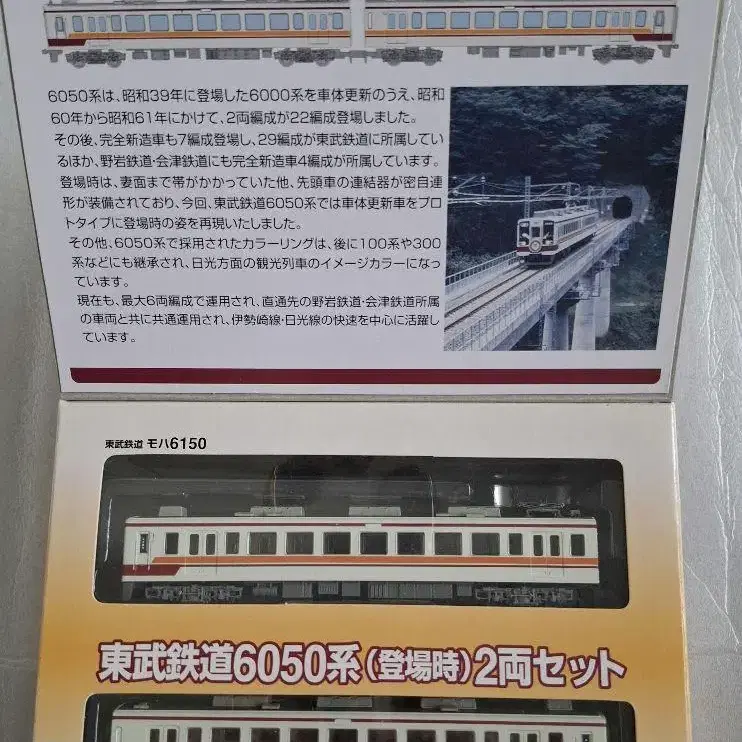 6050系は、昭和39年に登場した6000系を車体更新のうえ、昭和
60年から昭和61年にかけて、2両編成が22編成登場しました。
その後、完全新造車も7編成登場し、29編成が東武鉄道に所属してい
るほか、野岩鉄道・会津鉄道にも完全新造車4編成が所属しています。
登場時は、妻面まで帯がかかっていた他、先頭車の連結器が密自連
形が装備されており、今回、東武鉄道6050系では車体更新車をプロ
トタイプに登場時の姿を再現いたしました。
その他、6050系で採用されたカラーリングは、後に100系や300
系などにも継承され、日光方面の観光列車のイメージカラーになっ
ています。
現在も、最大6両編成で運用され、直通先の野岩鉄道・会津鉄道所属
の車両と共に共通運用され、伊勢崎線・日光線の快速を中心に活躍し
ています。
東武鉄道 モハ6150
東武鉄道6050系(登場時)2両セット